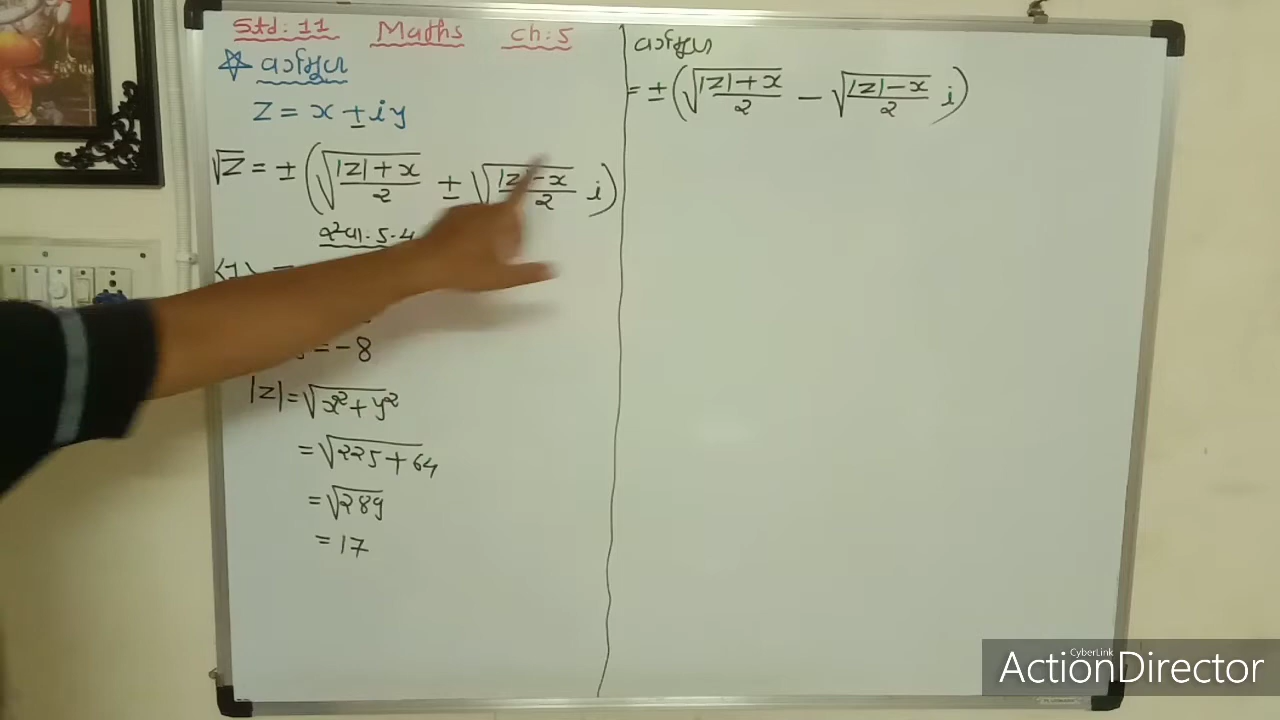 Std: 11 Maths Ch: 5
☆ વર્ગમૂળ
Z = x ± iy
√Z = ± (√((|Z| + x)/2) ± √((|Z| - x)/2) i)
સ્વા. 5.4
<1>
= -8
|Z| = √(x² + y²)
= √(225 + 64)
= √289
= 17
વર્ગમૂળ
= ± (√((|Z| + x)/2) - √((|Z| - x)/2) i)
CyberLink
ActionDirector